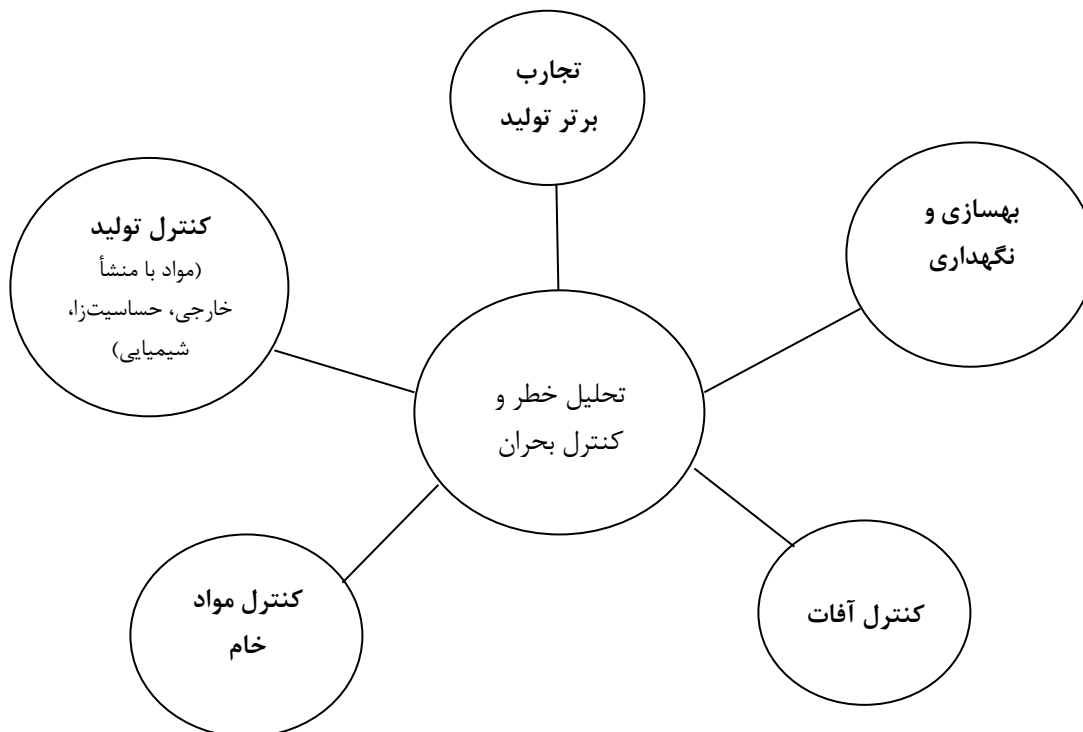 تجارب
برتر تولید
بهسازی و
نگهداری
کنترل تولید
(مواد با منشأ
خارجی، حساسیت‌زا،
شیمیایی)
تحلیل خطر و
کنترل بحران
کنترل مواد
خام
کنترل آفات